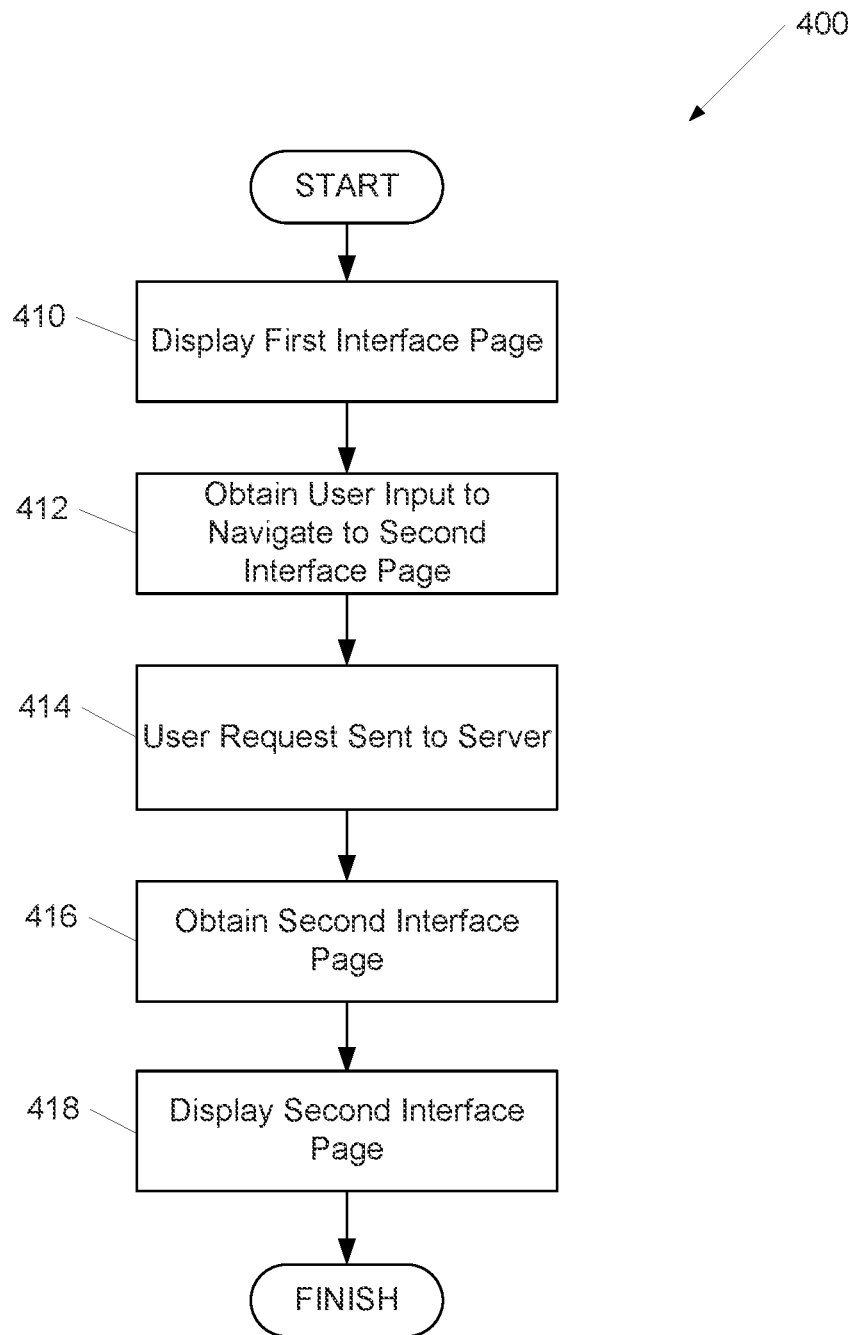 400
START
410
Display First Interface Page
412
Obtain User Input to
Navigate to Second
Interface Page
414
User Request Sent to Server
416
Obtain Second Interface
Page
418
Display Second Interface
Page
FINISH